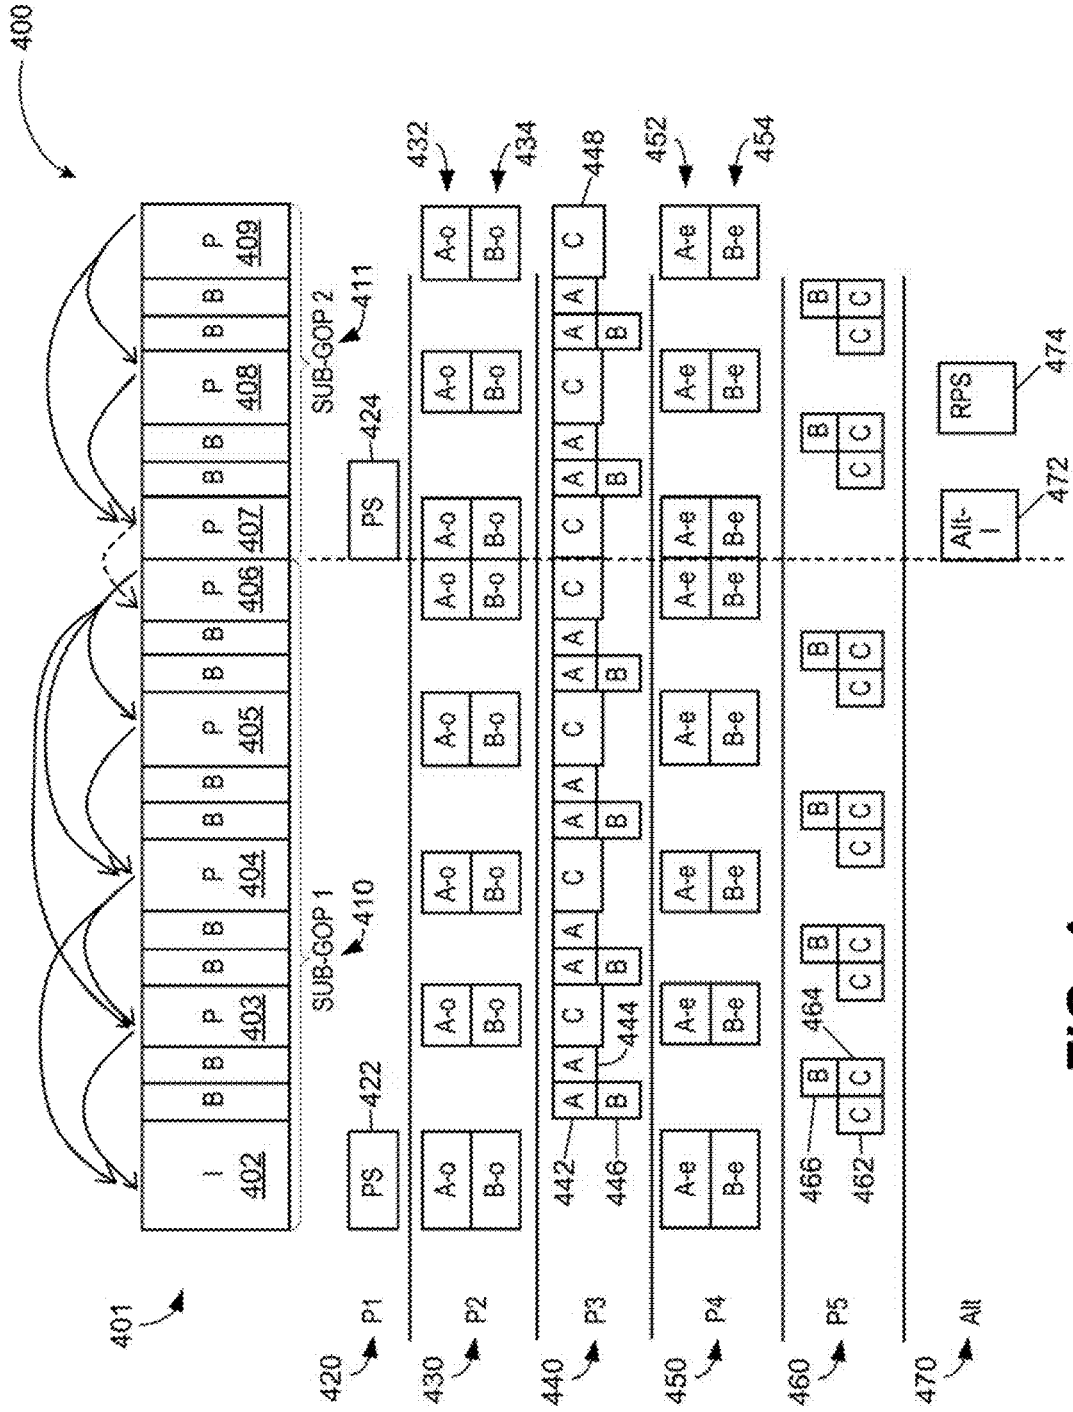 400
401
I B B P B B P B B P B B P P B B P B B P
402 403 404 405 406 407 408 409
SUB-GOP 1 SUB-GOP 2
410 411
420 P1 PS 422 PS 424
430 P2
A-o A-o A-o A-o A-o A-o A-o A-o 432
B-o B-o B-o B-o B-o B-o B-o B-o 434
440 P3
442 A A C A A C A A C A A C C A A C A A C 448
446 B 444 B B B B B
450 P4
A-e A-e A-e A-e A-e A-e A-e A-e 452
B-e B-e B-e B-e B-e B-e B-e B-e 454
460 P5
466 B B B B B B
462 C C 464 C C C C C C C C C C
470 Alt Alt-I RPS
472 474